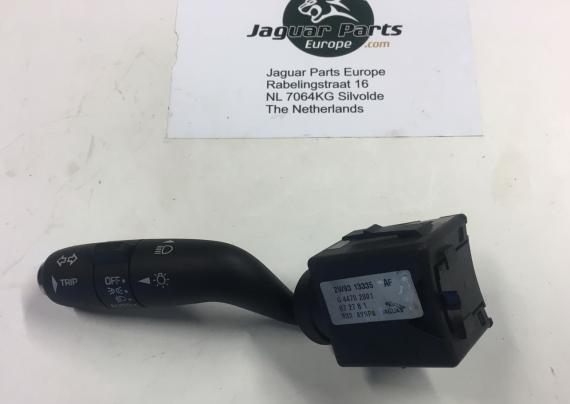 Jaguar Parts
Europe.com
Jaguar Parts Europe
Rabelingstraat 16
NL 7064KG Silvolde
The Netherlands
TRIP
OFF
2W93 13335 AF
JAGUAR